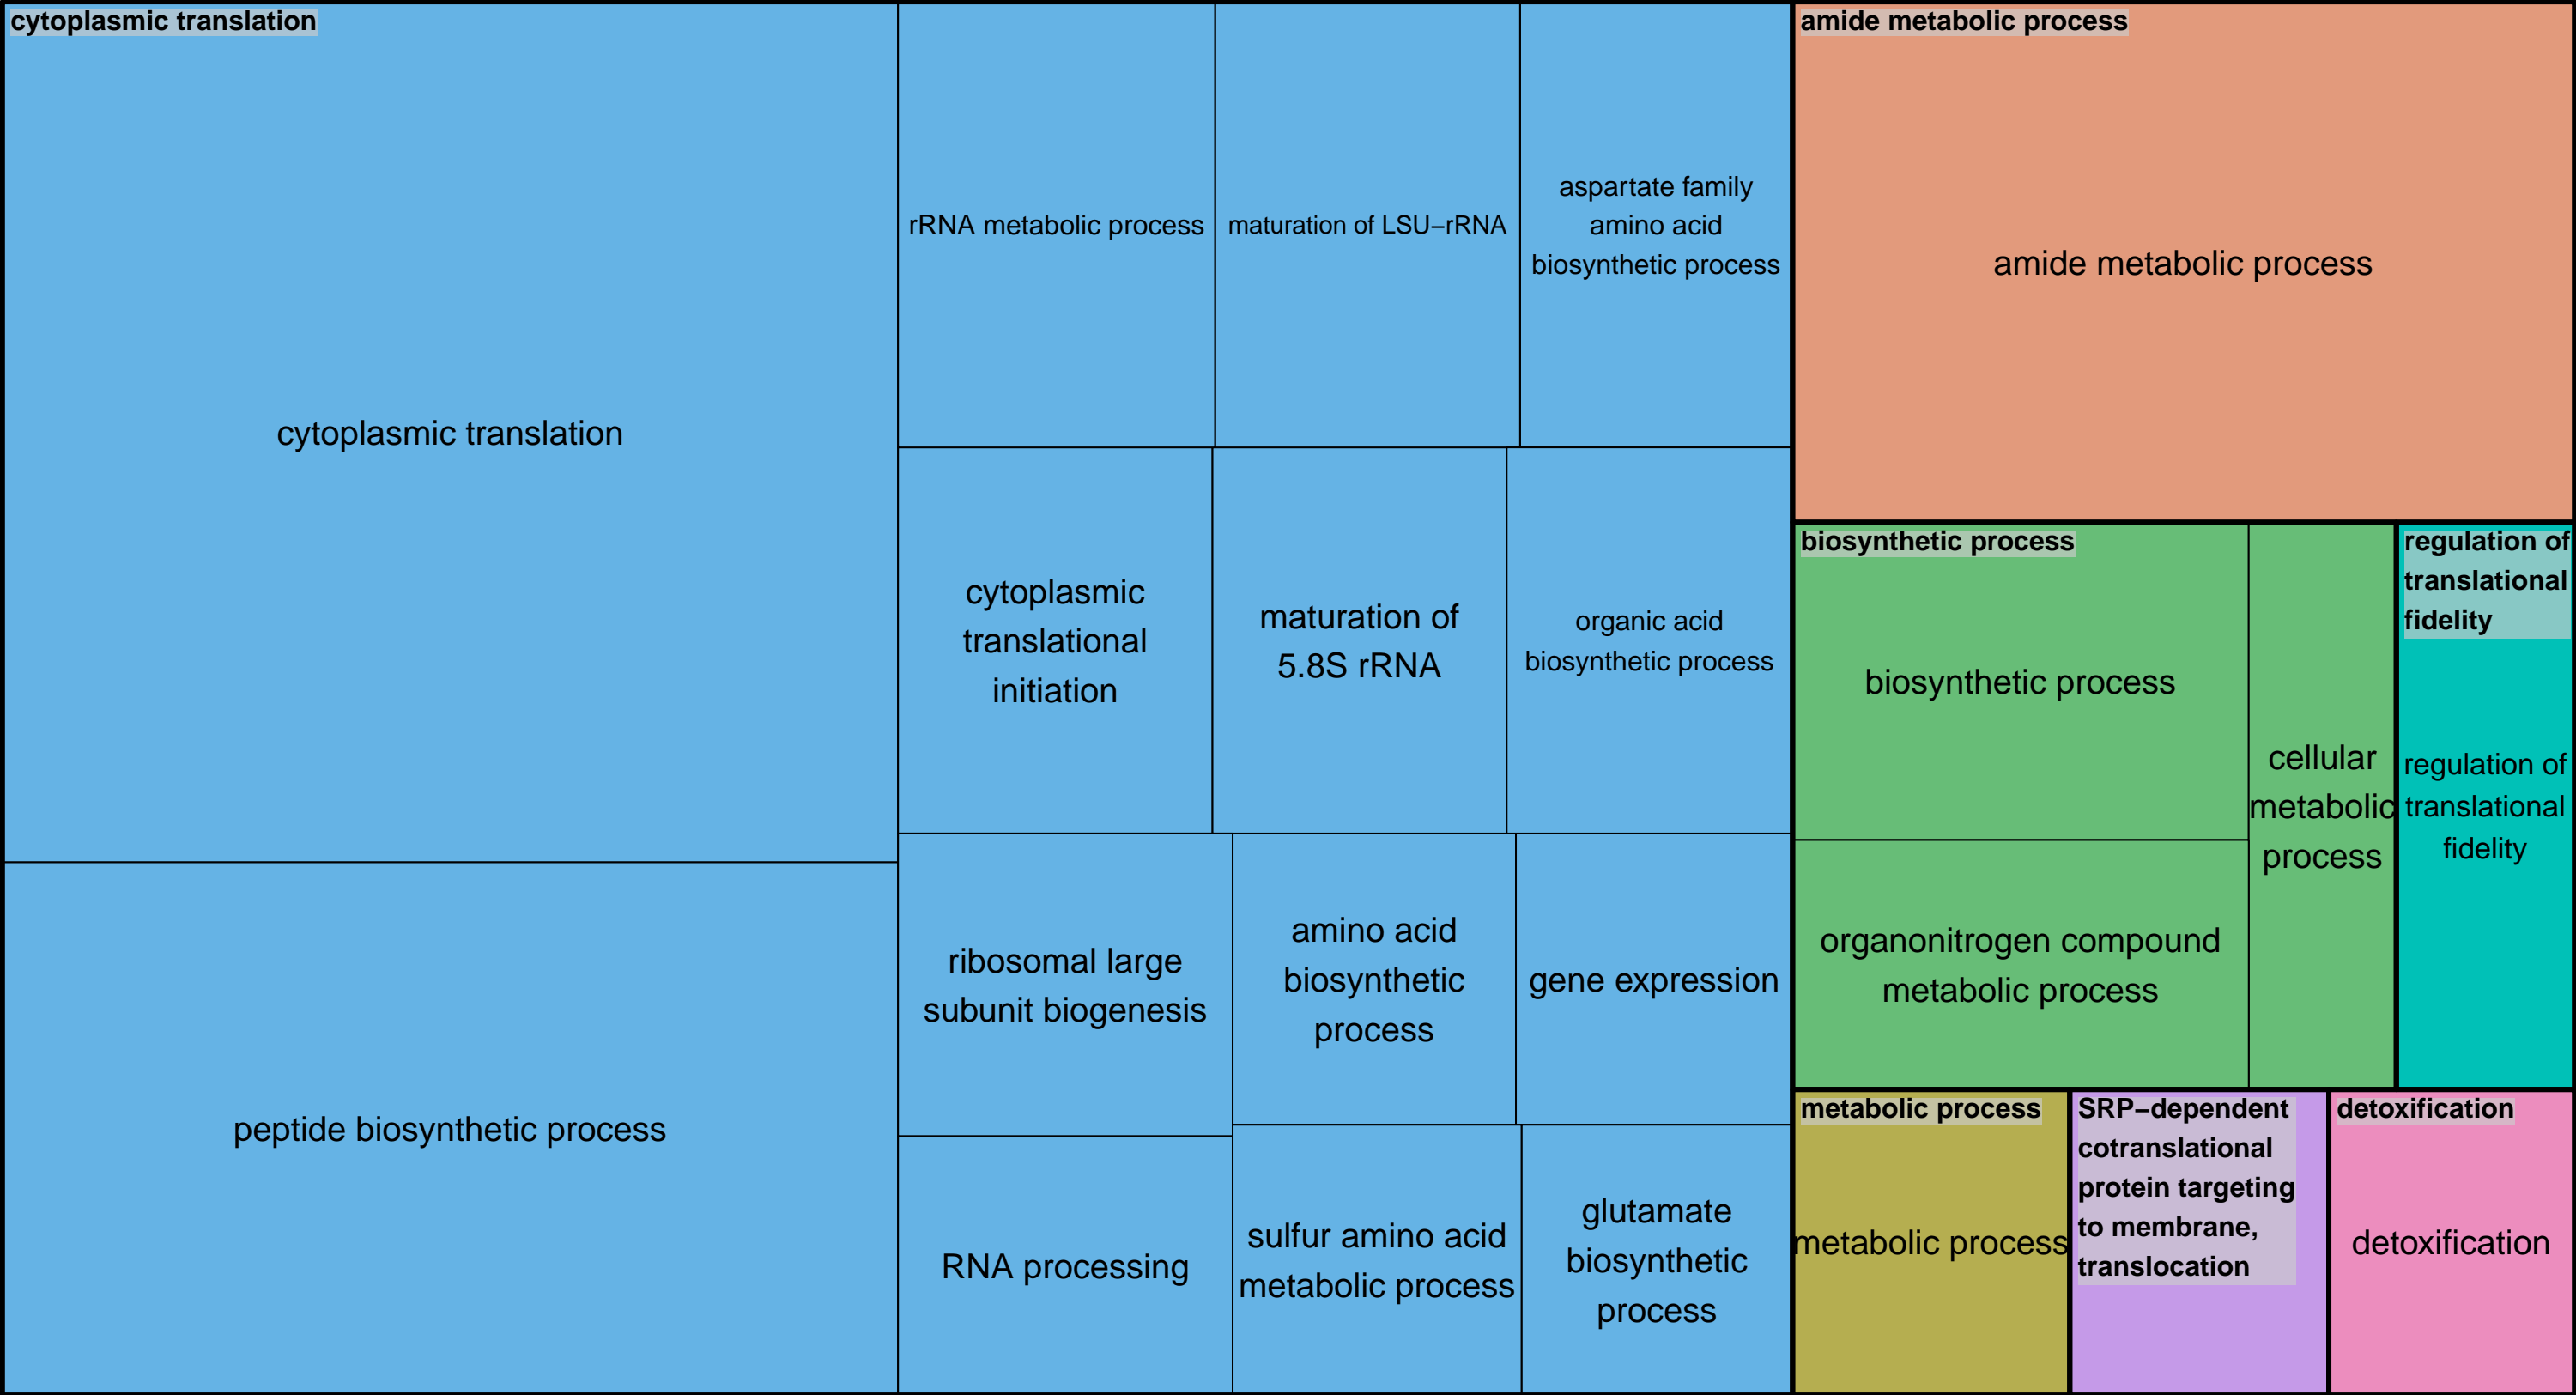 cytoplasmic translation
cytoplasmic translation
peptide biosynthetic process
rRNA metabolic process
maturation of LSU−rRNA
aspartate family
amino acid
biosynthetic process
cytoplasmic
translational
initiation
maturation of
5.8S rRNA
organic acid
biosynthetic process
ribosomal large
subunit biogenesis
amino acid
biosynthetic
process
gene expression
RNA processing
sulfur amino acid
metabolic process
glutamate
biosynthetic
process
amide metabolic process
amide metabolic process
biosynthetic process
biosynthetic process
organonitrogen compound
metabolic process
cellular
metabolic
process
regulation of
translational
fidelity
regulation of
translational
fidelity
metabolic process
metabolic process
SRP−dependent
cotranslational
protein targeting
to membrane,
translocation
detoxification
detoxification